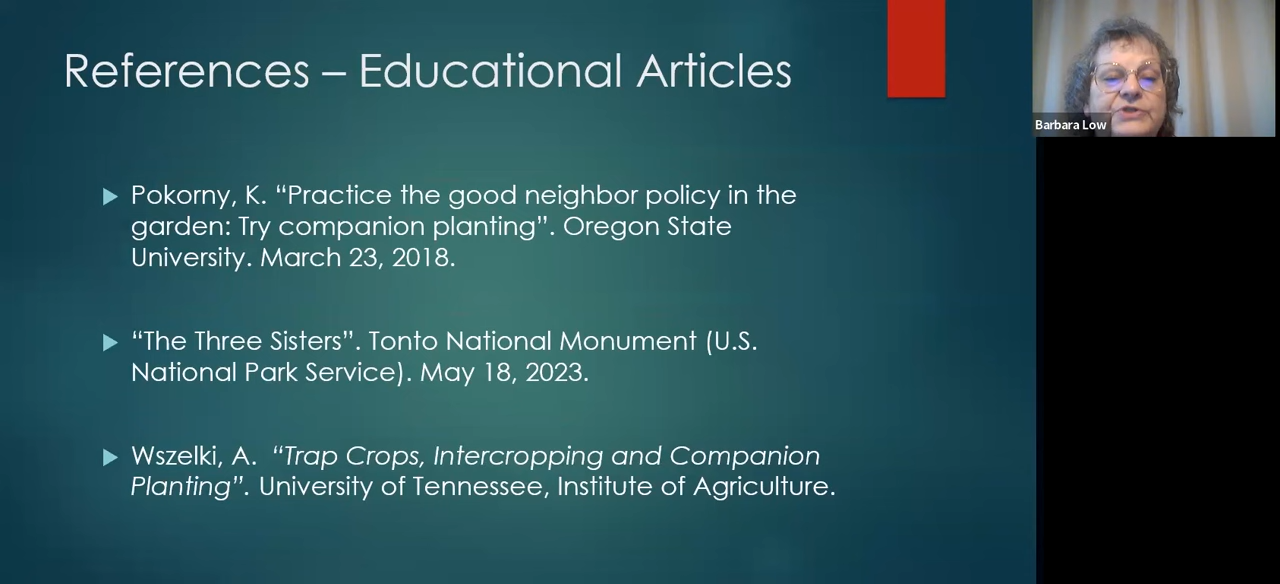 References – Educational Articles
Barbara Low
Pokorny, K. “Practice the good neighbor policy in the
garden: Try companion planting”. Oregon State
University. March 23, 2018.
“The Three Sisters”. Tonto National Monument (U.S.
National Park Service). May 18, 2023.
Wszelki, A.  “Trap Crops, Intercropping and Companion
Planting”. University of Tennessee, Institute of Agriculture.